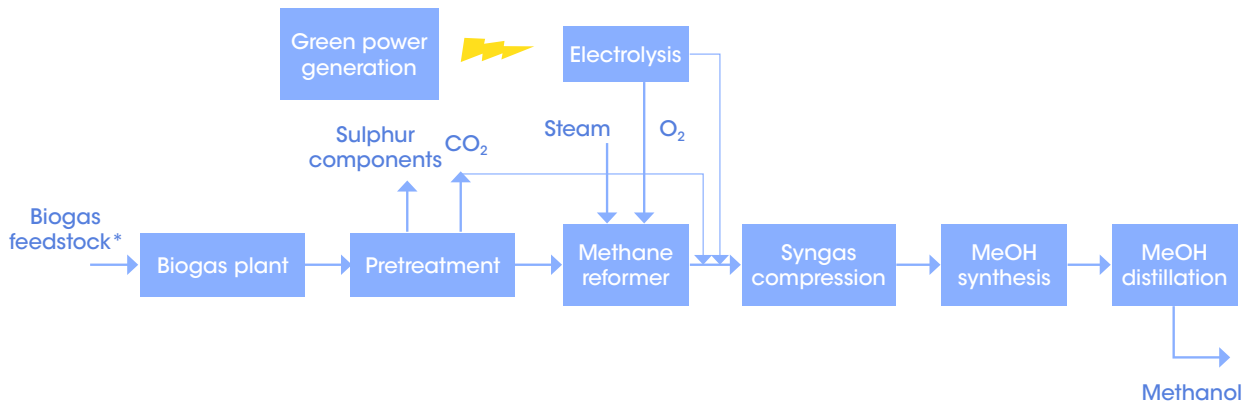 Green power
generation
Electrolysis
Sulphur
components
CO₂
Steam
O₂
Biogas
feedstock*
Biogas plant
Pretreatment
Methane
reformer
Syngas
compression
MeOH
synthesis
MeOH
distillation
Methanol